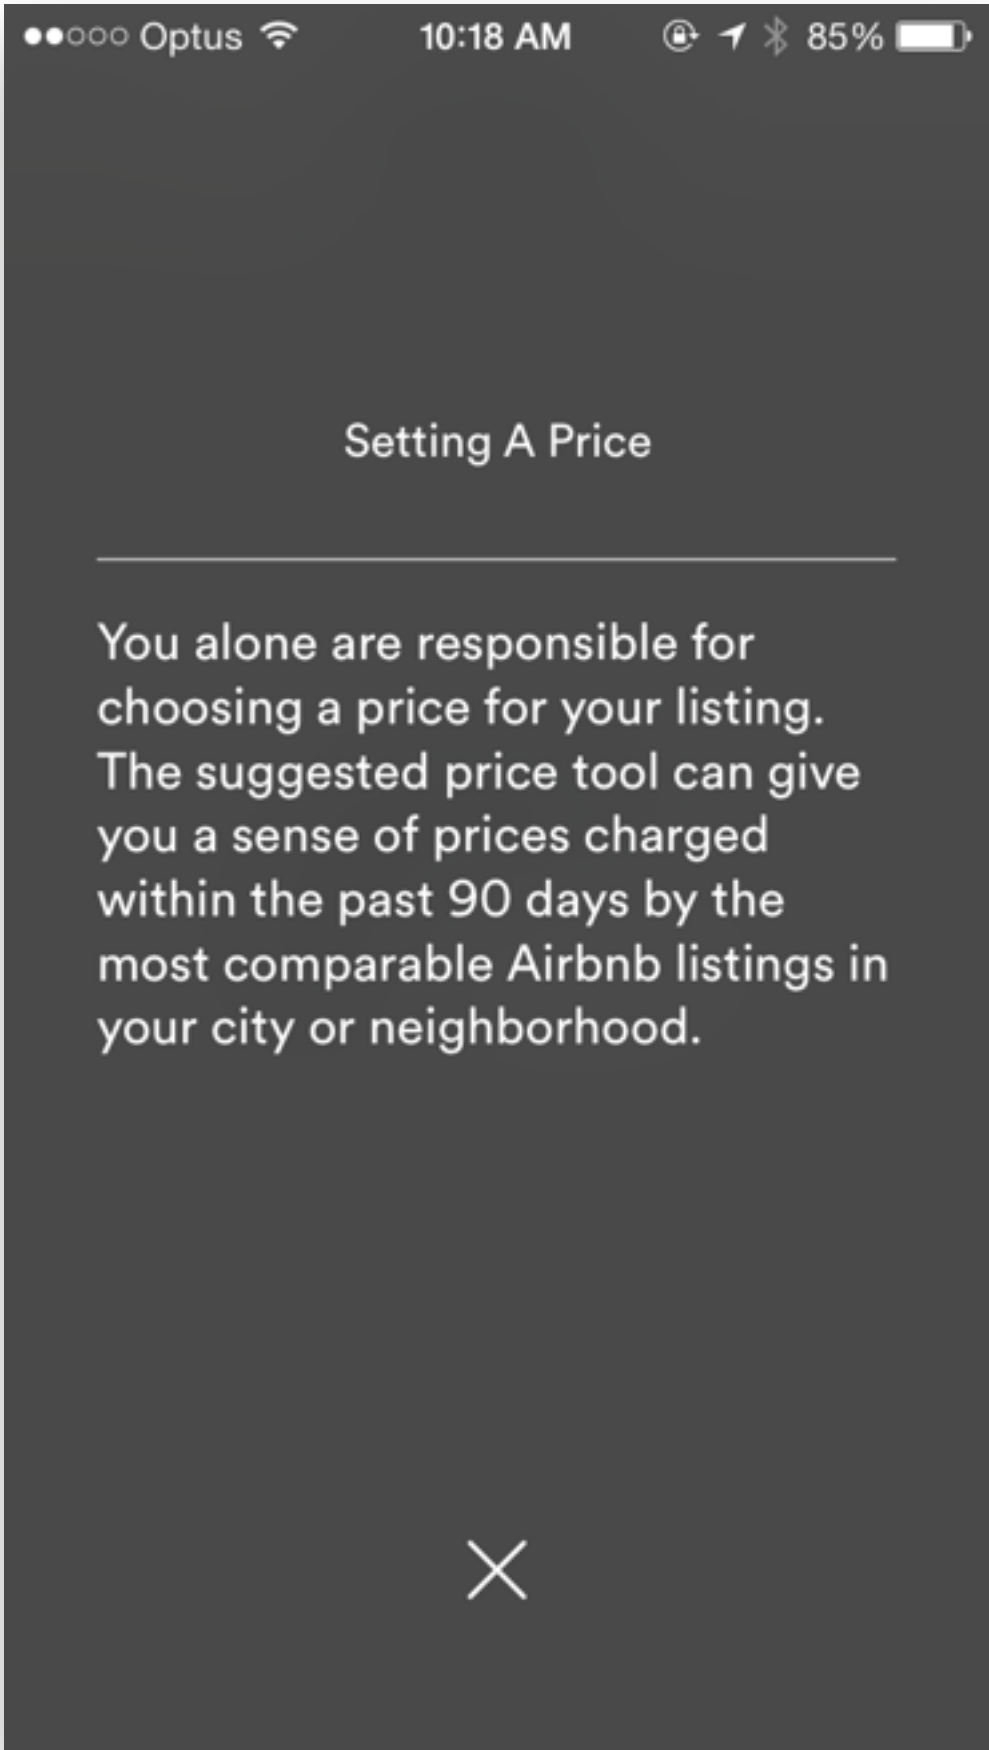 Optus 10:18 AM 85%
Setting A Price
You alone are responsible for
choosing a price for your listing.
The suggested price tool can give
you a sense of prices charged
within the past 90 days by the
most comparable Airbnb listings in
your city or neighborhood.